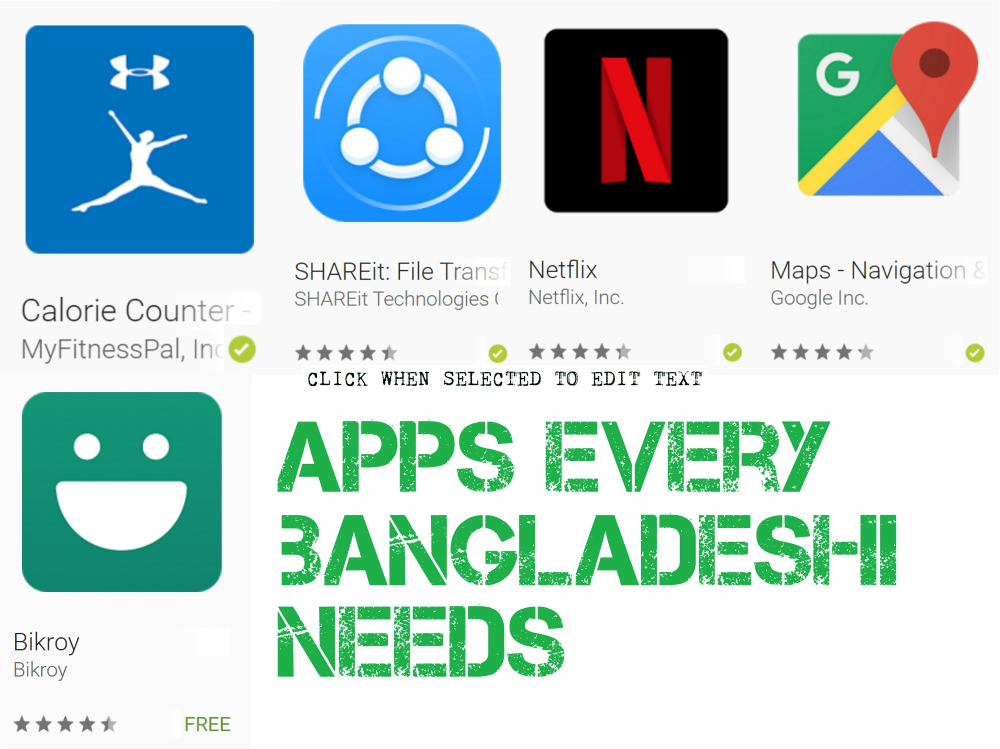 Calorie Counter -
MyFitnessPal, Inc
SHAREit: File Transf
SHAREit Technologies
Netflix
Netflix, Inc.
G
Maps - Navigation &
Google Inc.
CLICK WHEN SELECTED TO EDIT TEXT
APPS EVERY
BANGLADESHI
NEEDS
Bikroy
Bikroy
FREE